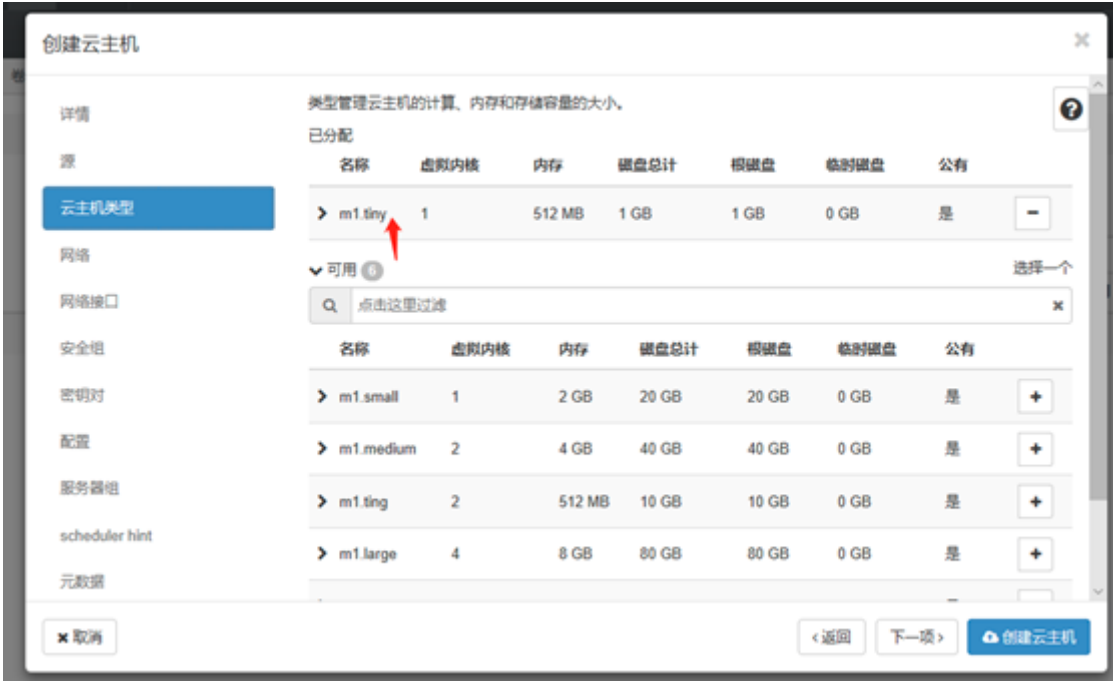 创建云主机 ×
详情
源
云主机类型
网络
网络接口
安全组
密钥对
配置
服务器组
scheduler hint
元数据
类型管理云主机的计算、内存和存储容量的大小。
已分配
名称 虚拟内核 内存 磁盘总计 根磁盘 临时磁盘 公有
m1.tiny 1 512 MB 1 GB 1 GB 0 GB 是
可用 6 选择一个
点击这里过滤
名称 虚拟内核 内存 磁盘总计 根磁盘 临时磁盘 公有
m1.small 1 2 GB 20 GB 20 GB 0 GB 是
m1.medium 2 4 GB 40 GB 40 GB 0 GB 是
m1.ting 2 512 MB 10 GB 10 GB 0 GB 是
m1.large 4 8 GB 80 GB 80 GB 0 GB 是
取消 ‹返回 下一项› 创建云主机